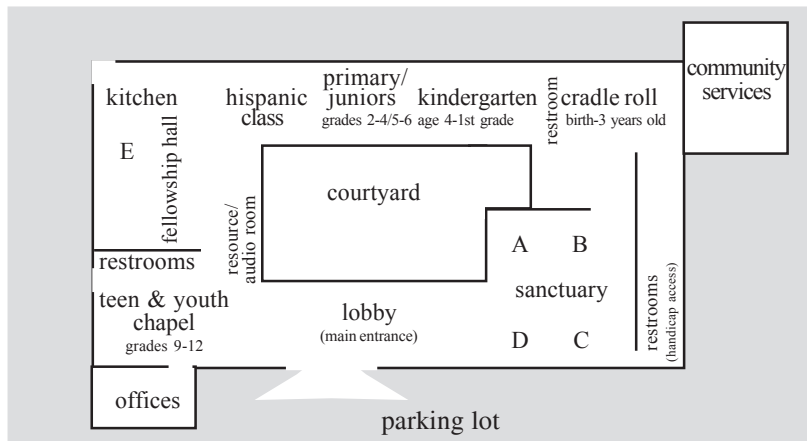 community
services
kitchen
hispanic
class
primary/
juniors
grades 2-4/5-6
kindergarten
age 4-1st grade
restroom
cradle roll
birth-3 years old
E
fellowship hall
courtyard
resource/
audio room
A B
restrooms
sanctuary
teen & youth
chapel
grades 9-12
lobby
(main entrance)
D C
restrooms
(handicap access)
offices
parking lot